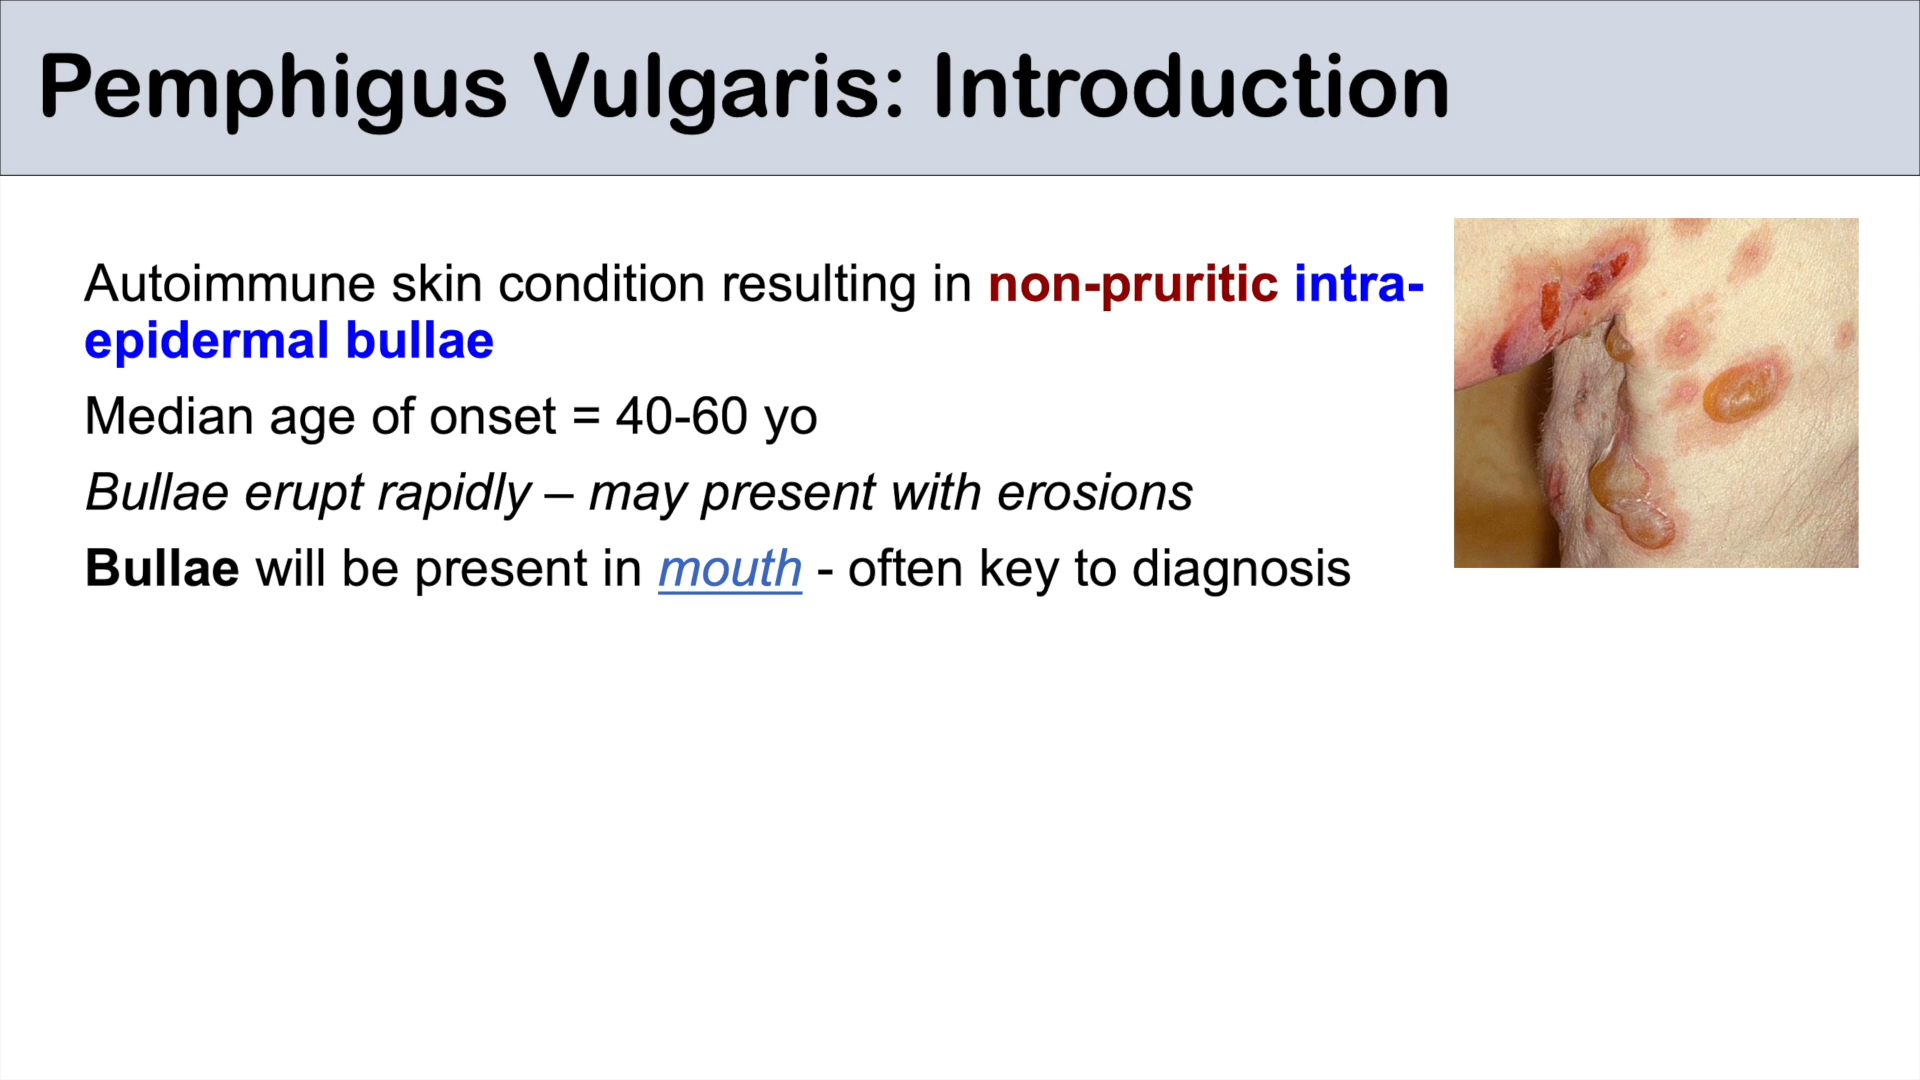 Pemphigus Vulgaris: Introduction
Autoimmune skin condition resulting in non-pruritic intra-
epidermal bullae
Median age of onset = 40-60 yo
Bullae erupt rapidly – may present with erosions
Bullae will be present in mouth - often key to diagnosis